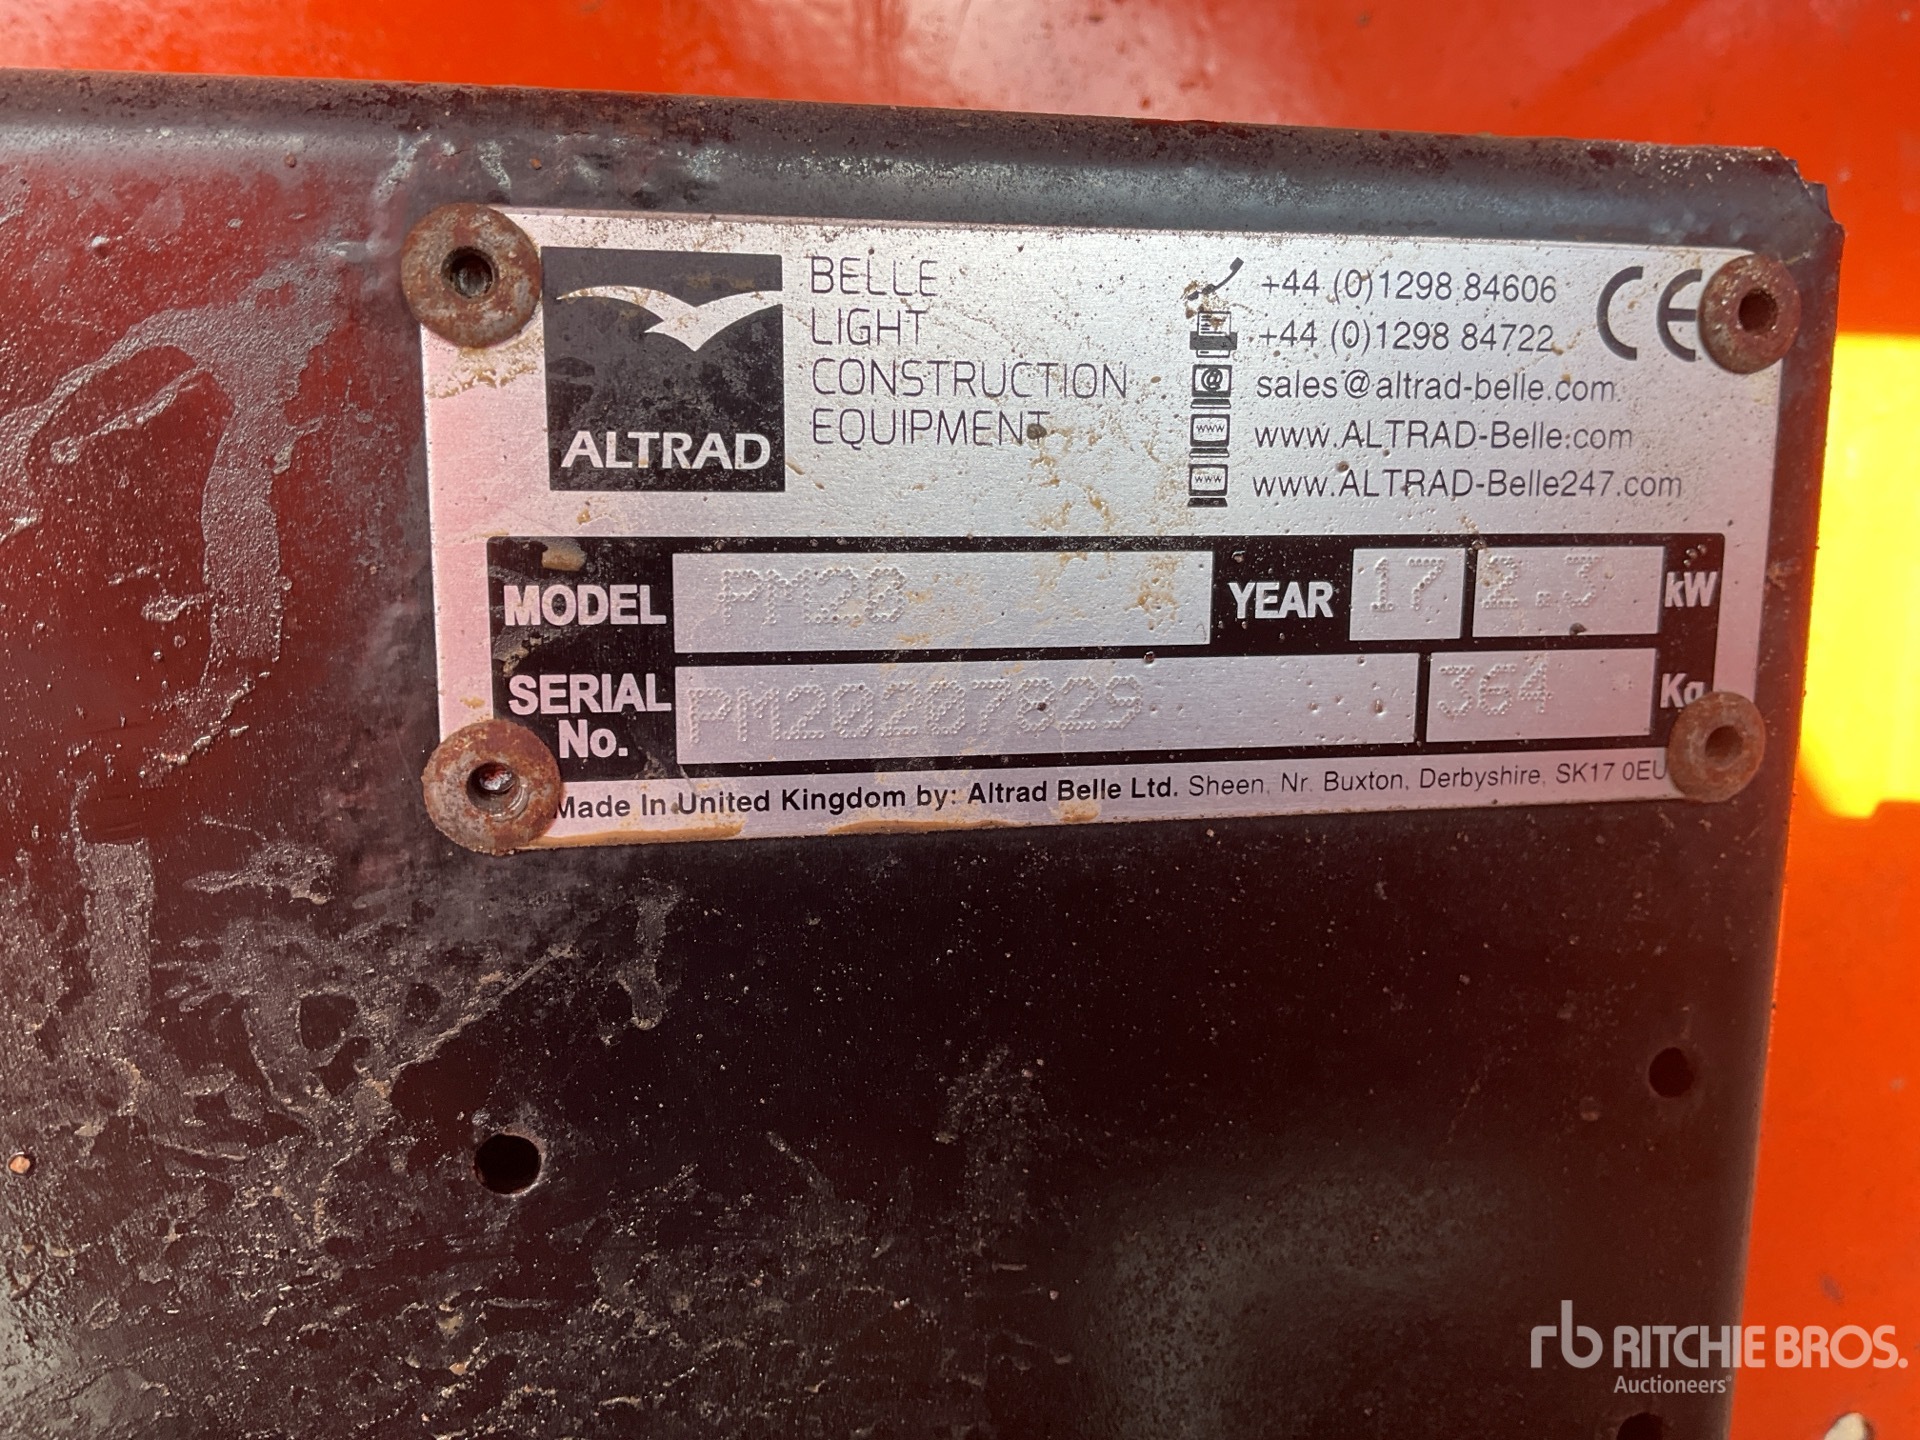 ALTRAD
BELLE
LIGHT
CONSTRUCTION
EQUIPMENT
+44 (0)1298 84606
+44 (0)1298 84722
sales@altrad-belle.com
www.ALTRAD-Belle.com
www.ALTRAD-Belle247.com
CE
MODEL PM20 YEAR 17 2.3 kW
SERIAL No. PM20207829 364 Kg
Made In United Kingdom by: Altrad Belle Ltd. Sheen, Nr. Buxton, Derbyshire, SK17 0EU
rb RITCHIE BROS.
Auctioneers